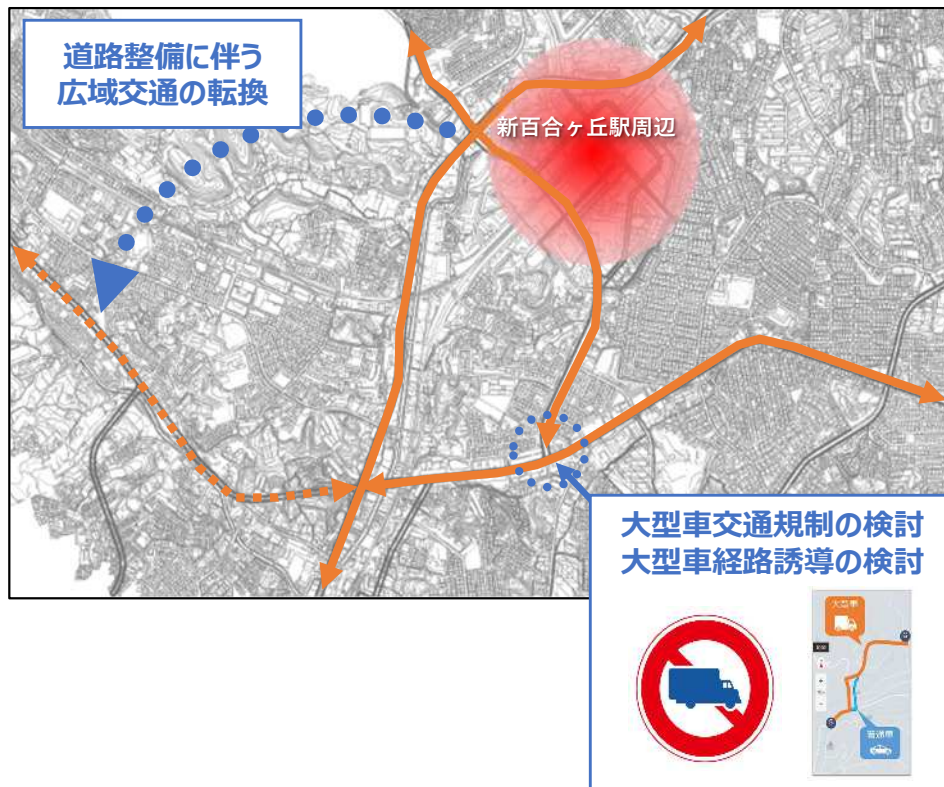 道路整備に伴う
広域交通の転換
新百合ヶ丘駅周辺
大型車交通規制の検討
大型車経路誘導の検討
大型車
普通車